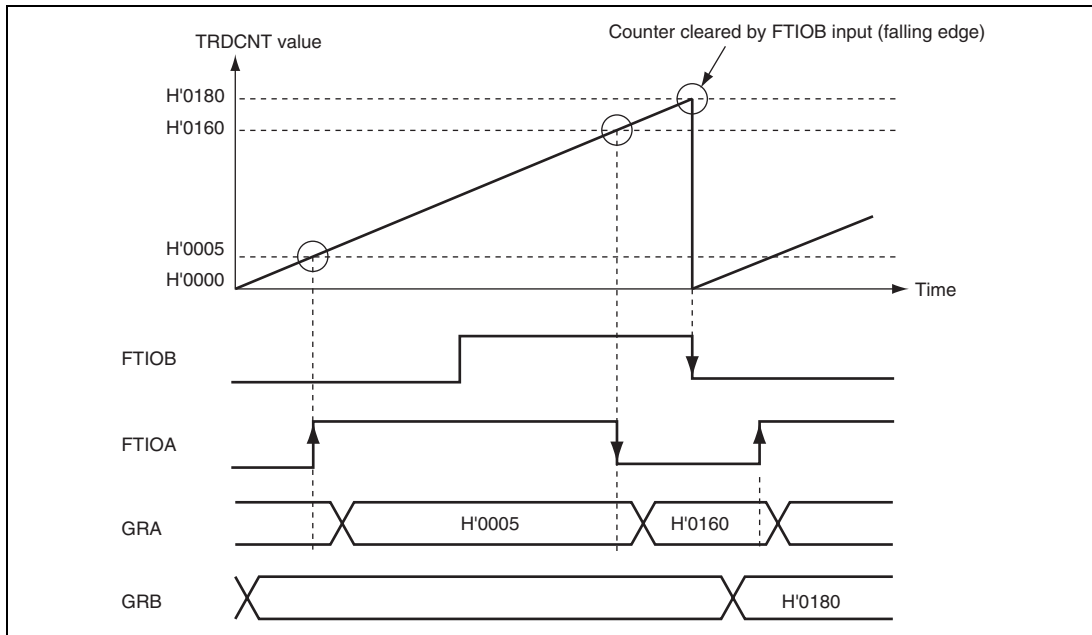 Counter cleared by FTIOB input (falling edge)
TRDCNT value
H'0180
H'0160
H'0005
H'0000
Time
FTIOB
FTIOA
GRA
H'0005
H'0160
GRB
H'0180